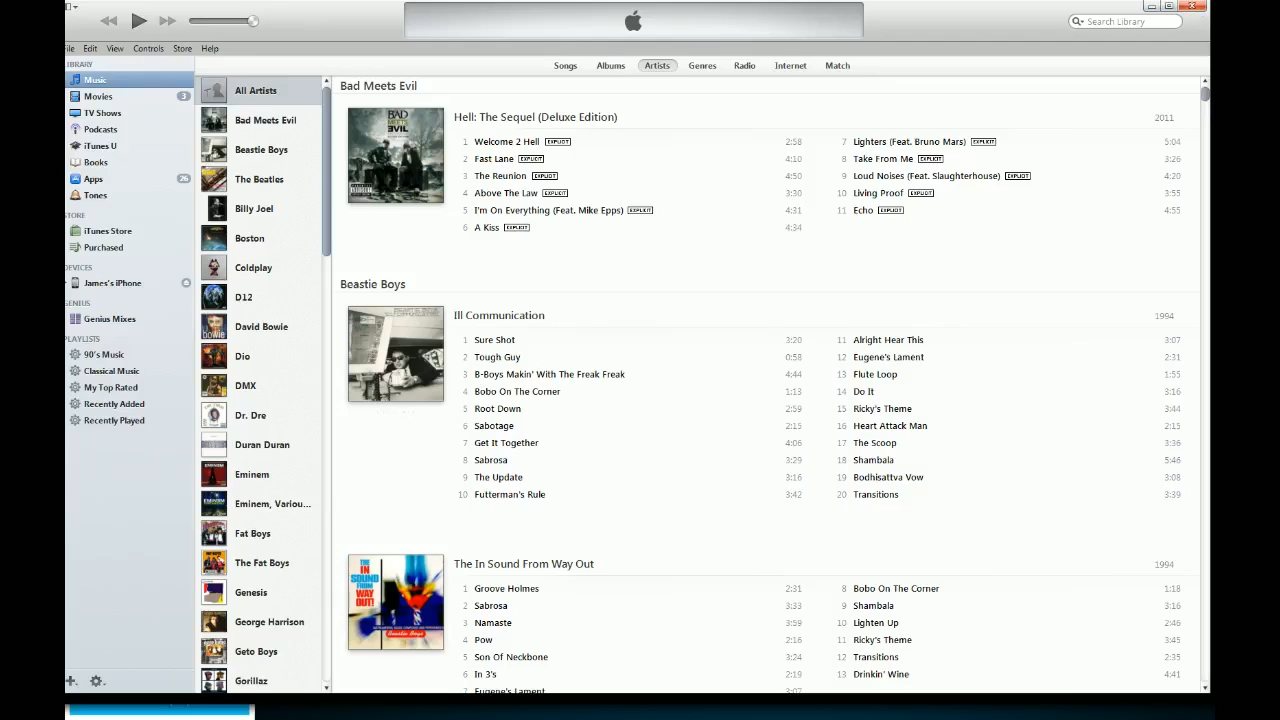 Search Library
File Edit View Controls Store Help
LIBRARY
Music
Movies 3
TV Shows
Podcasts
iTunes U
Books
Apps 26
Tones
STORE
iTunes Store
Purchased
DEVICES
James's iPhone
GENIUS
Genius Mixes
PLAYLISTS
90's Music
Classical Music
My Top Rated
Recently Added
Recently Played
Songs Albums Artists Genres Radio Internet Match
All Artists
Bad Meets Evil
Beastie Boys
The Beatles
Billy Joel
Boston
Coldplay
D12
David Bowie
Dio
DMX
Dr. Dre
Duran Duran
Eminem
Eminem, Variou...
Fat Boys
The Fat Boys
Genesis
George Harrison
Geto Boys
Gorillaz
Bad Meets Evil
BAD MEETS EVIL
Hell: The Sequel (Deluxe Edition) 2011
1 Welcome 2 Hell EXPLICIT 2:58
2 Fast Lane EXPLICIT 4:10
3 The Reunion EXPLICIT 4:50
4 Above The Law EXPLICIT 3:30
5 I'm On Everything (Feat. Mike Epps) EXPLICIT 4:31
6 A Kiss EXPLICIT 4:34
7 Lighters (Feat. Bruno Mars) EXPLICIT 5:04
8 Take From Me EXPLICIT 3:26
9 Loud Noises (Feat. Slaughterhouse) EXPLICIT 4:20
10 Living Proof EXPLICIT 3:55
11 Echo EXPLICIT 4:55
Beastie Boys
Ill Communication 1994
1 Sure Shot 3:20
2 Tough Guy 0:58
3 B-Boys Makin' With The Freak Freak 4:44
4 Bobo On The Corner 1:13
5 Root Down 2:59
6 Sabotage 2:15
7 Get It Together 4:06
8 Sabrosa 3:29
9 The Update 3:16
10 Futterman's Rule 3:42
11 Alright Hear This 3:07
12 Eugene's Lament 2:31
13 Flute Loop 1:55
14 Do It 3:16
15 Ricky's Theme 3:44
16 Heart Attack Man 2:15
17 The Scoop 3:36
18 Shambala 5:46
19 Bodhisattva Vow 3:08
20 Transitions 3:39
THE IN SOUND FROM WAY OUT!
Beastie Boys
The In Sound From Way Out 1994
1 Groove Holmes 2:31
2 Sabrosa 3:33
3 Namaste 3:59
4 Pow 2:16
5 Son Of Neckbone 3:24
6 In 3's 2:19
7 Eugene's Lament 3:07
8 Bobo On The Corner 1:18
9 Shambala 3:16
10 Lighten Up 2:46
11 Ricky's Theme 3:45
12 Transitions 2:35
13 Drinkin' Wine 4:41